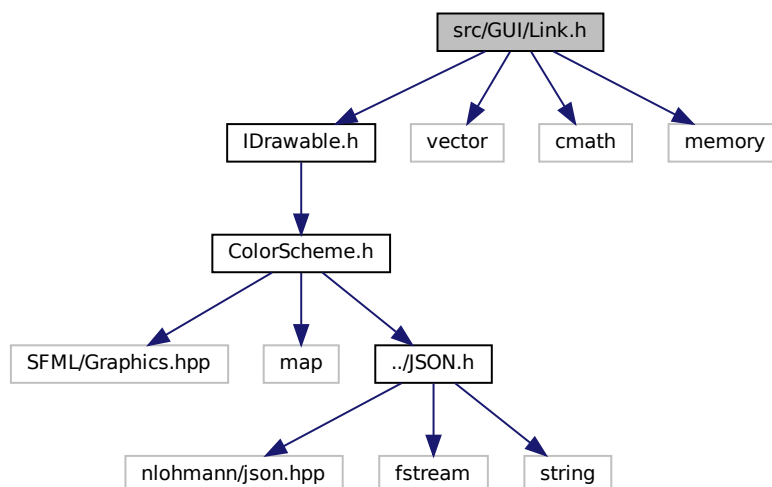 src/GUI/Link.h
IDrawable.h
vector
cmath
memory
ColorScheme.h
SFML/Graphics.hpp
map
../JSON.h
nlohmann/json.hpp
fstream
string